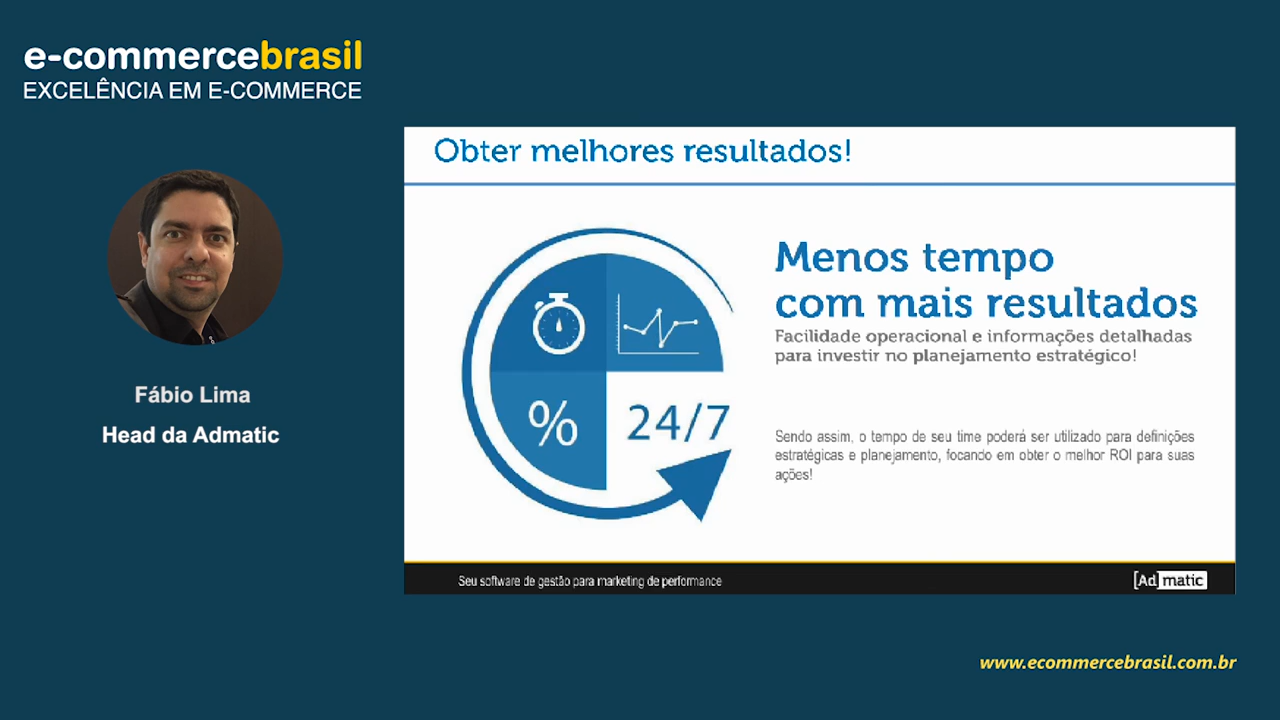 e-commercebrasil
EXCELÊNCIA EM E-COMMERCE
Fábio Lima
Head da Admatic
Obter melhores resultados!
%
24/7
Menos tempo
com mais resultados
Facilidade operacional e informações detalhadas
para investir no planejamento estratégico!
Sendo assim, o tempo de seu time poderá ser utilizado para definições
estratégicas e planejamento, focando em obter o melhor ROI para suas
ações!
Seu software de gestão para marketing de performance
[Ad]matic
www.ecommercebrasil.com.br